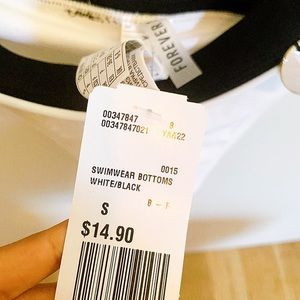 FOREVER
00347847 B
00347847021
0015
SWIMWEAR BOTTOMS
WHITE/BLACK
S B - F
$14.90